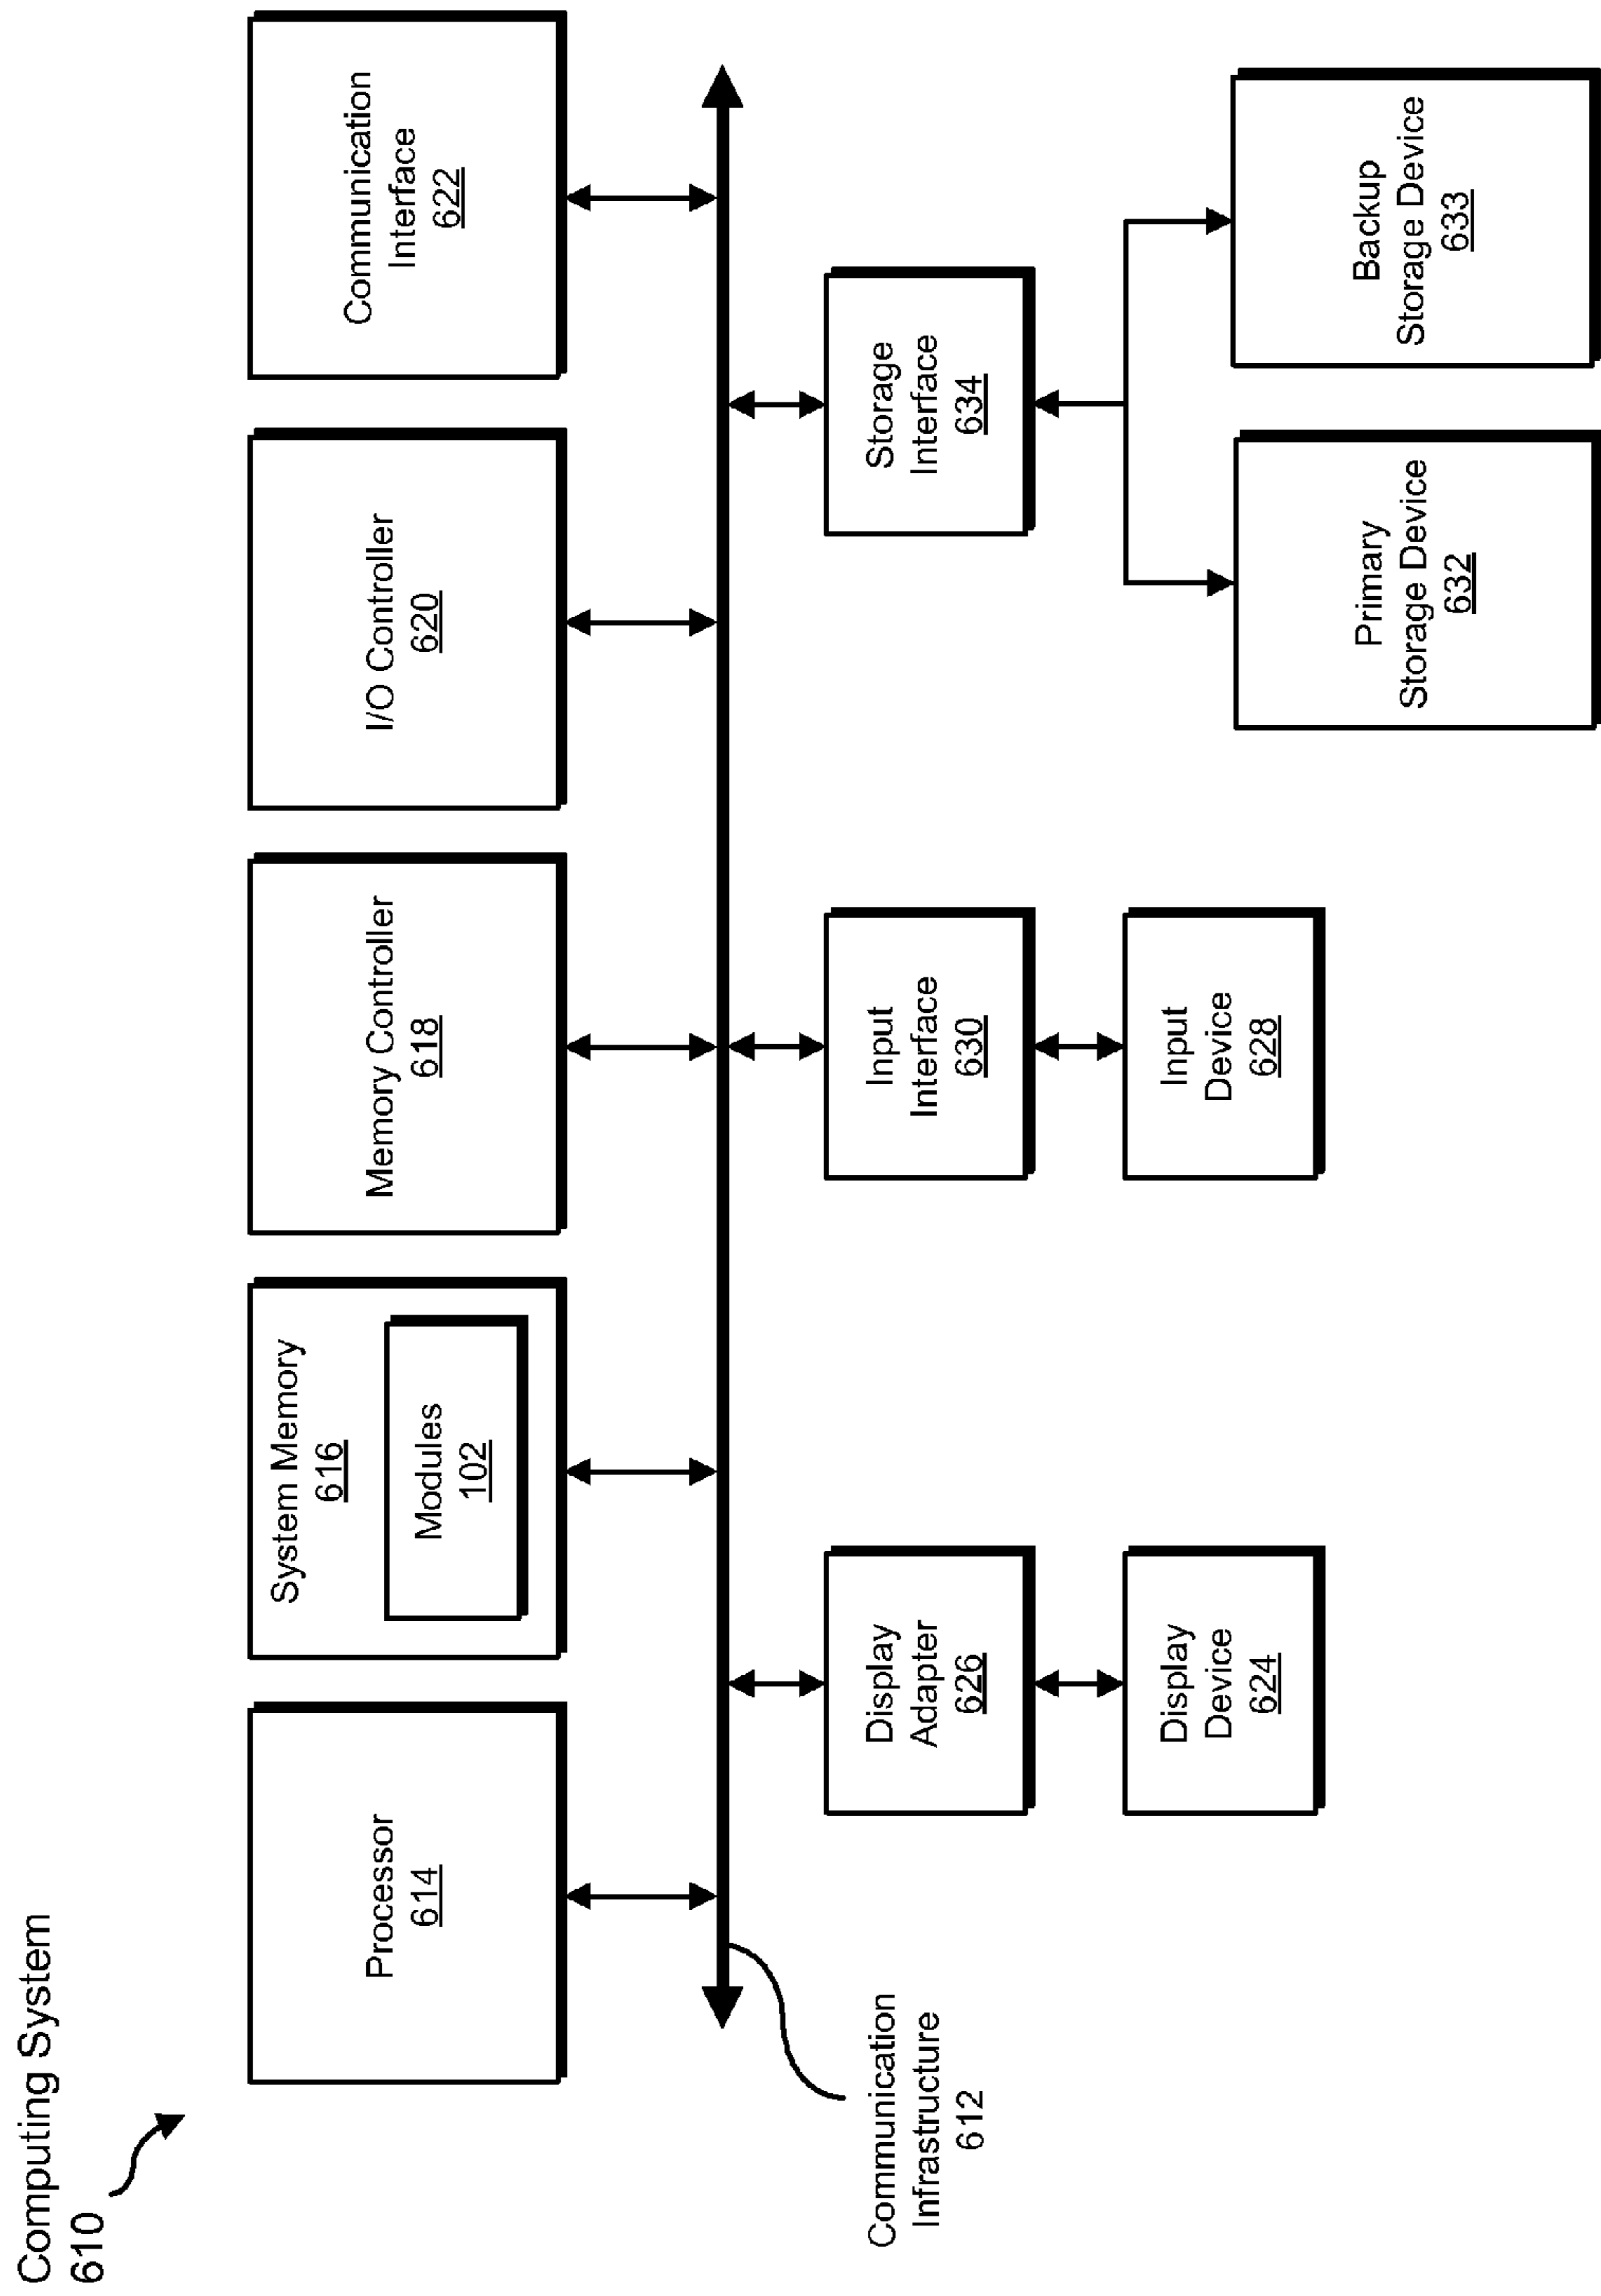 Computing System
610
Processor
614
System Memory
616
Modules
102
Memory Controller
618
I/O Controller
620
Communication
Interface
622
Communication
Infrastructure
612
Display
Adapter
626
Input
Interface
630
Storage
Interface
634
Display
Device
624
Input
Device
628
Primary
Storage Device
632
Backup
Storage Device
633